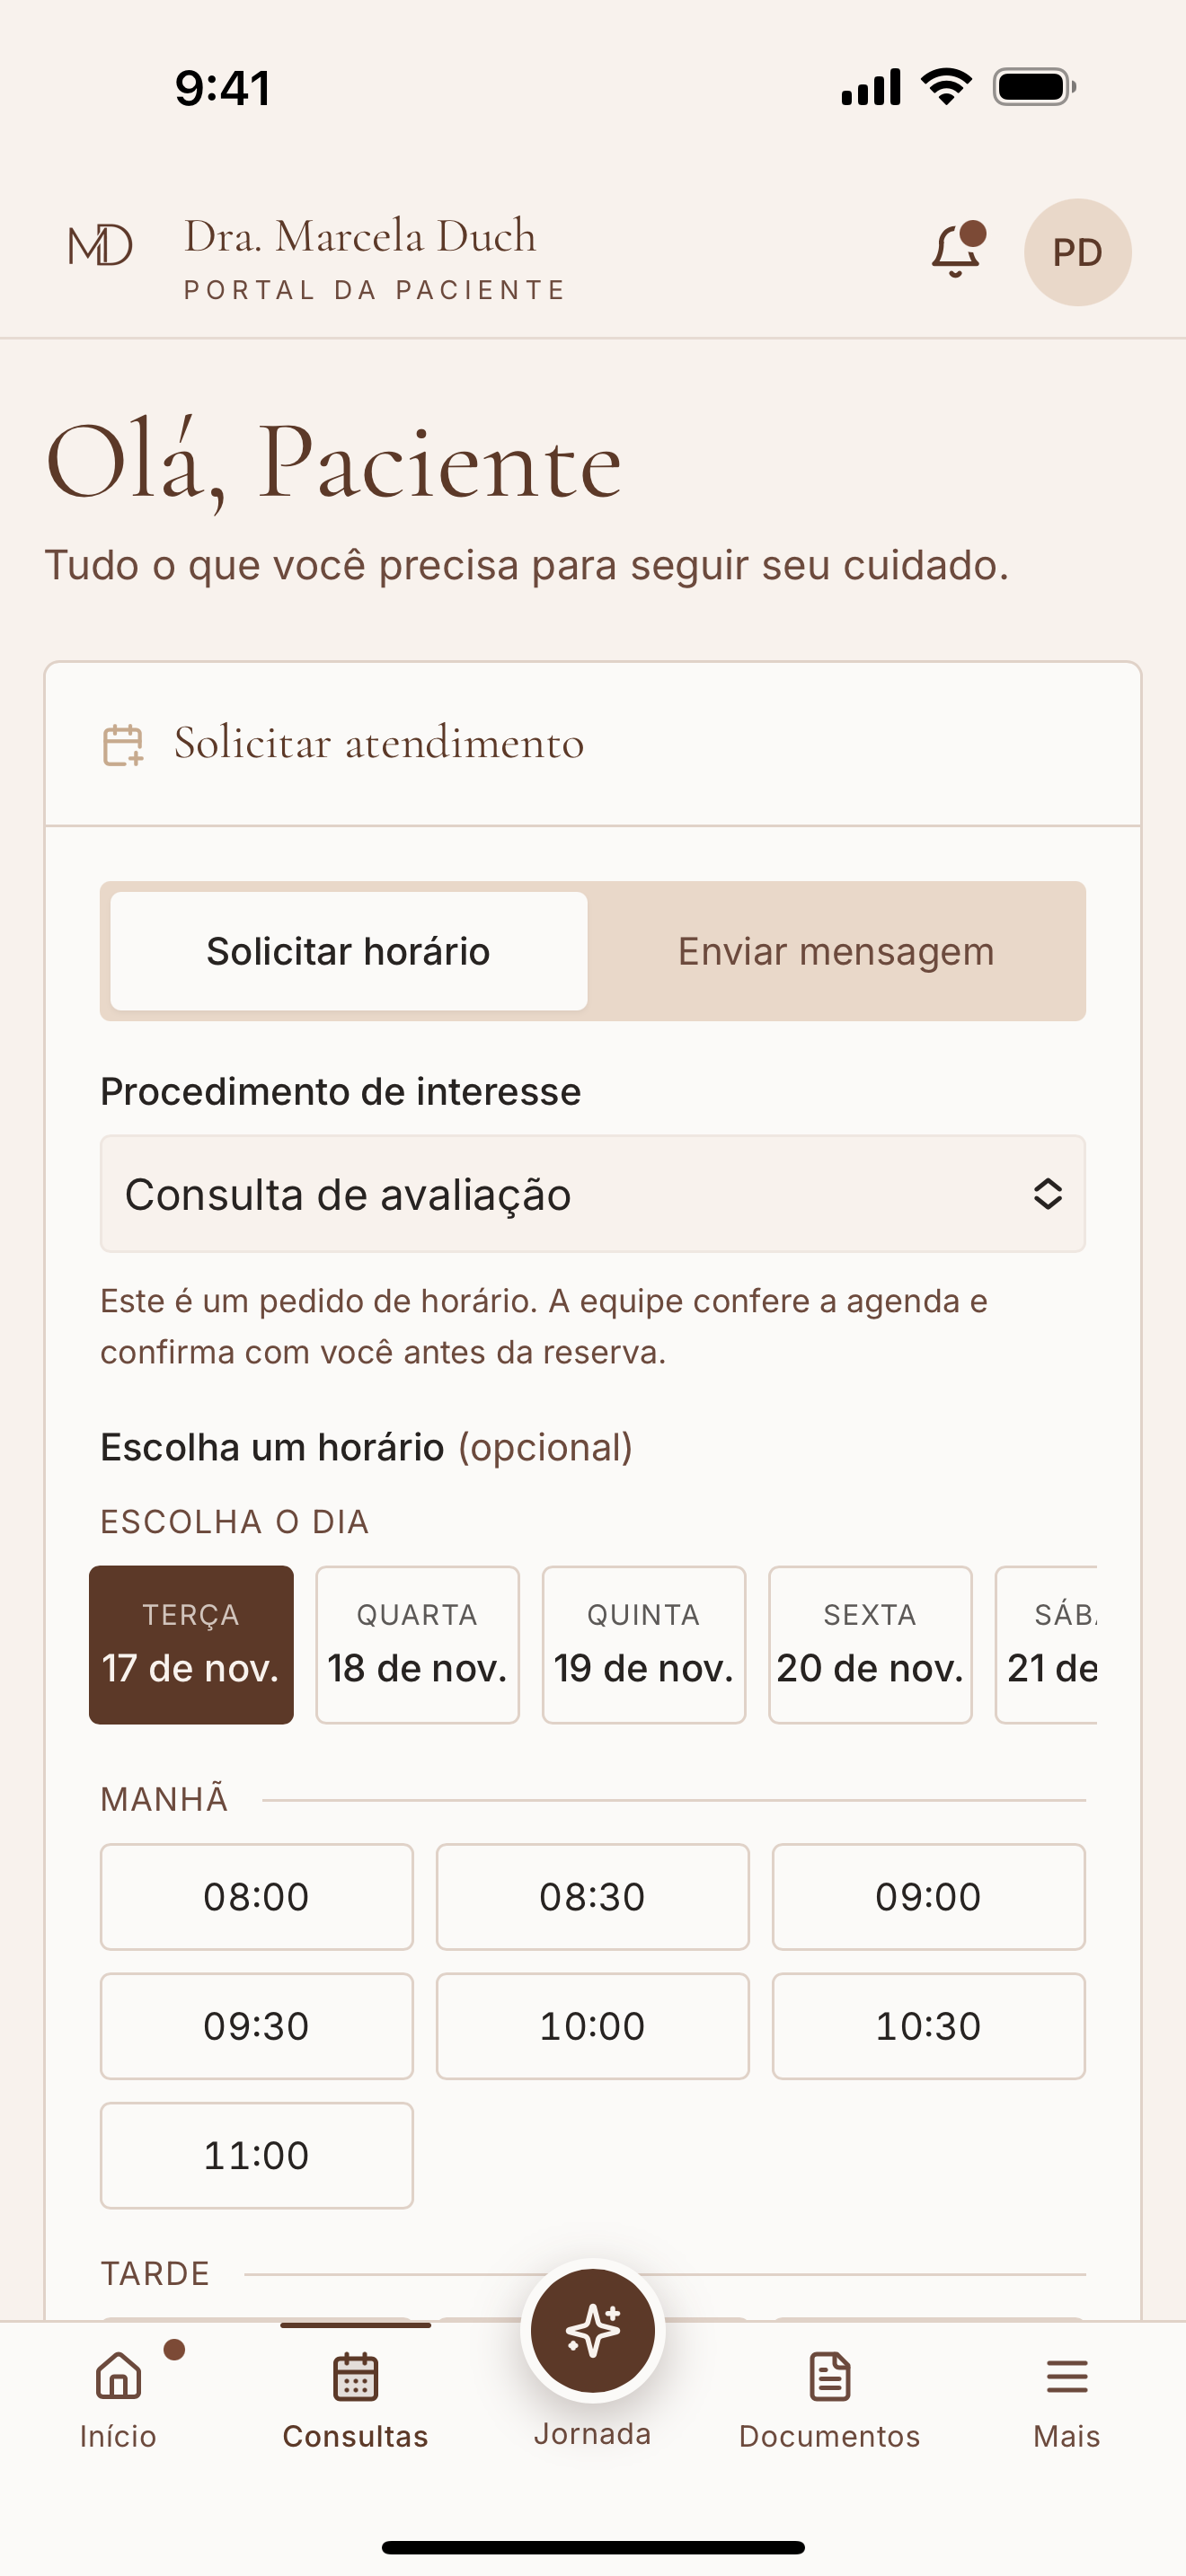 9:41
MD
Dra. Marcela Duch
PORTAL DA PACIENTE
PD
Olá, Paciente
Tudo o que você precisa para seguir seu cuidado.
Solicitar atendimento
Solicitar horário
Enviar mensagem
Procedimento de interesse
Consulta de avaliação
Este é um pedido de horário. A equipe confere a agenda e
confirma com você antes da reserva.
Escolha um horário (opcional)
ESCOLHA O DIA
TERÇA
17 de nov.
QUARTA
18 de nov.
QUINTA
19 de nov.
SEXTA
20 de nov.
21 de
MANHÃ
08:00
08:30
09:00
09:30
10:00
10:30
11:00
TARDE
Início
Consultas
Jornada
Documentos
Mais